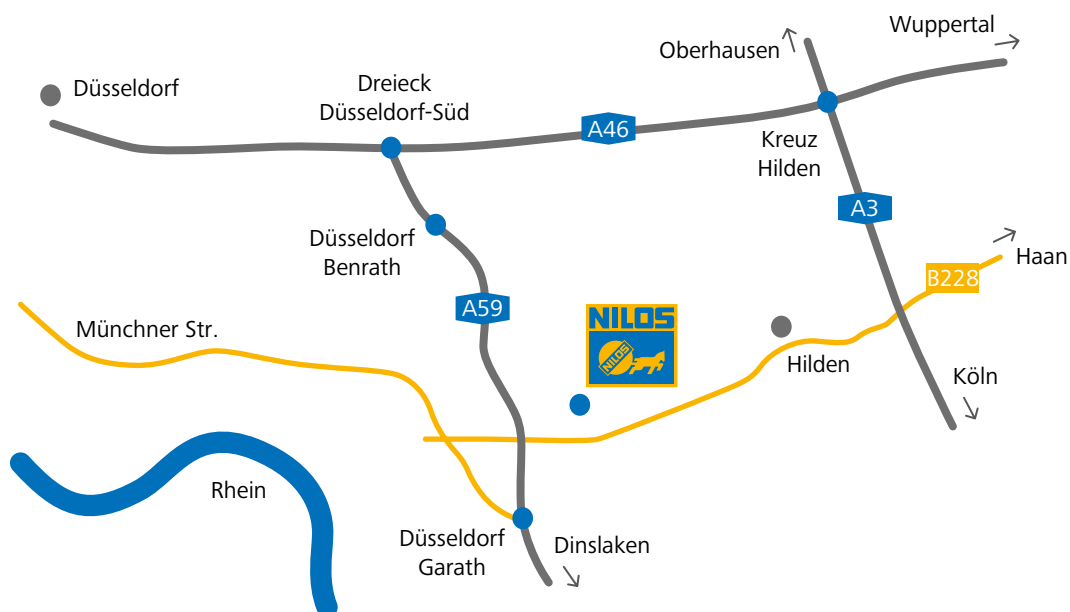 Wuppertal
Oberhausen
Düsseldorf
Dreieck
Düsseldorf-Süd
A46
Kreuz
Hilden
A3
Düsseldorf
Benrath
Haan
B228
A59
Münchner Str.
NILOS
NILOS
Hilden
Köln
Rhein
Düsseldorf
Garath
Dinslaken